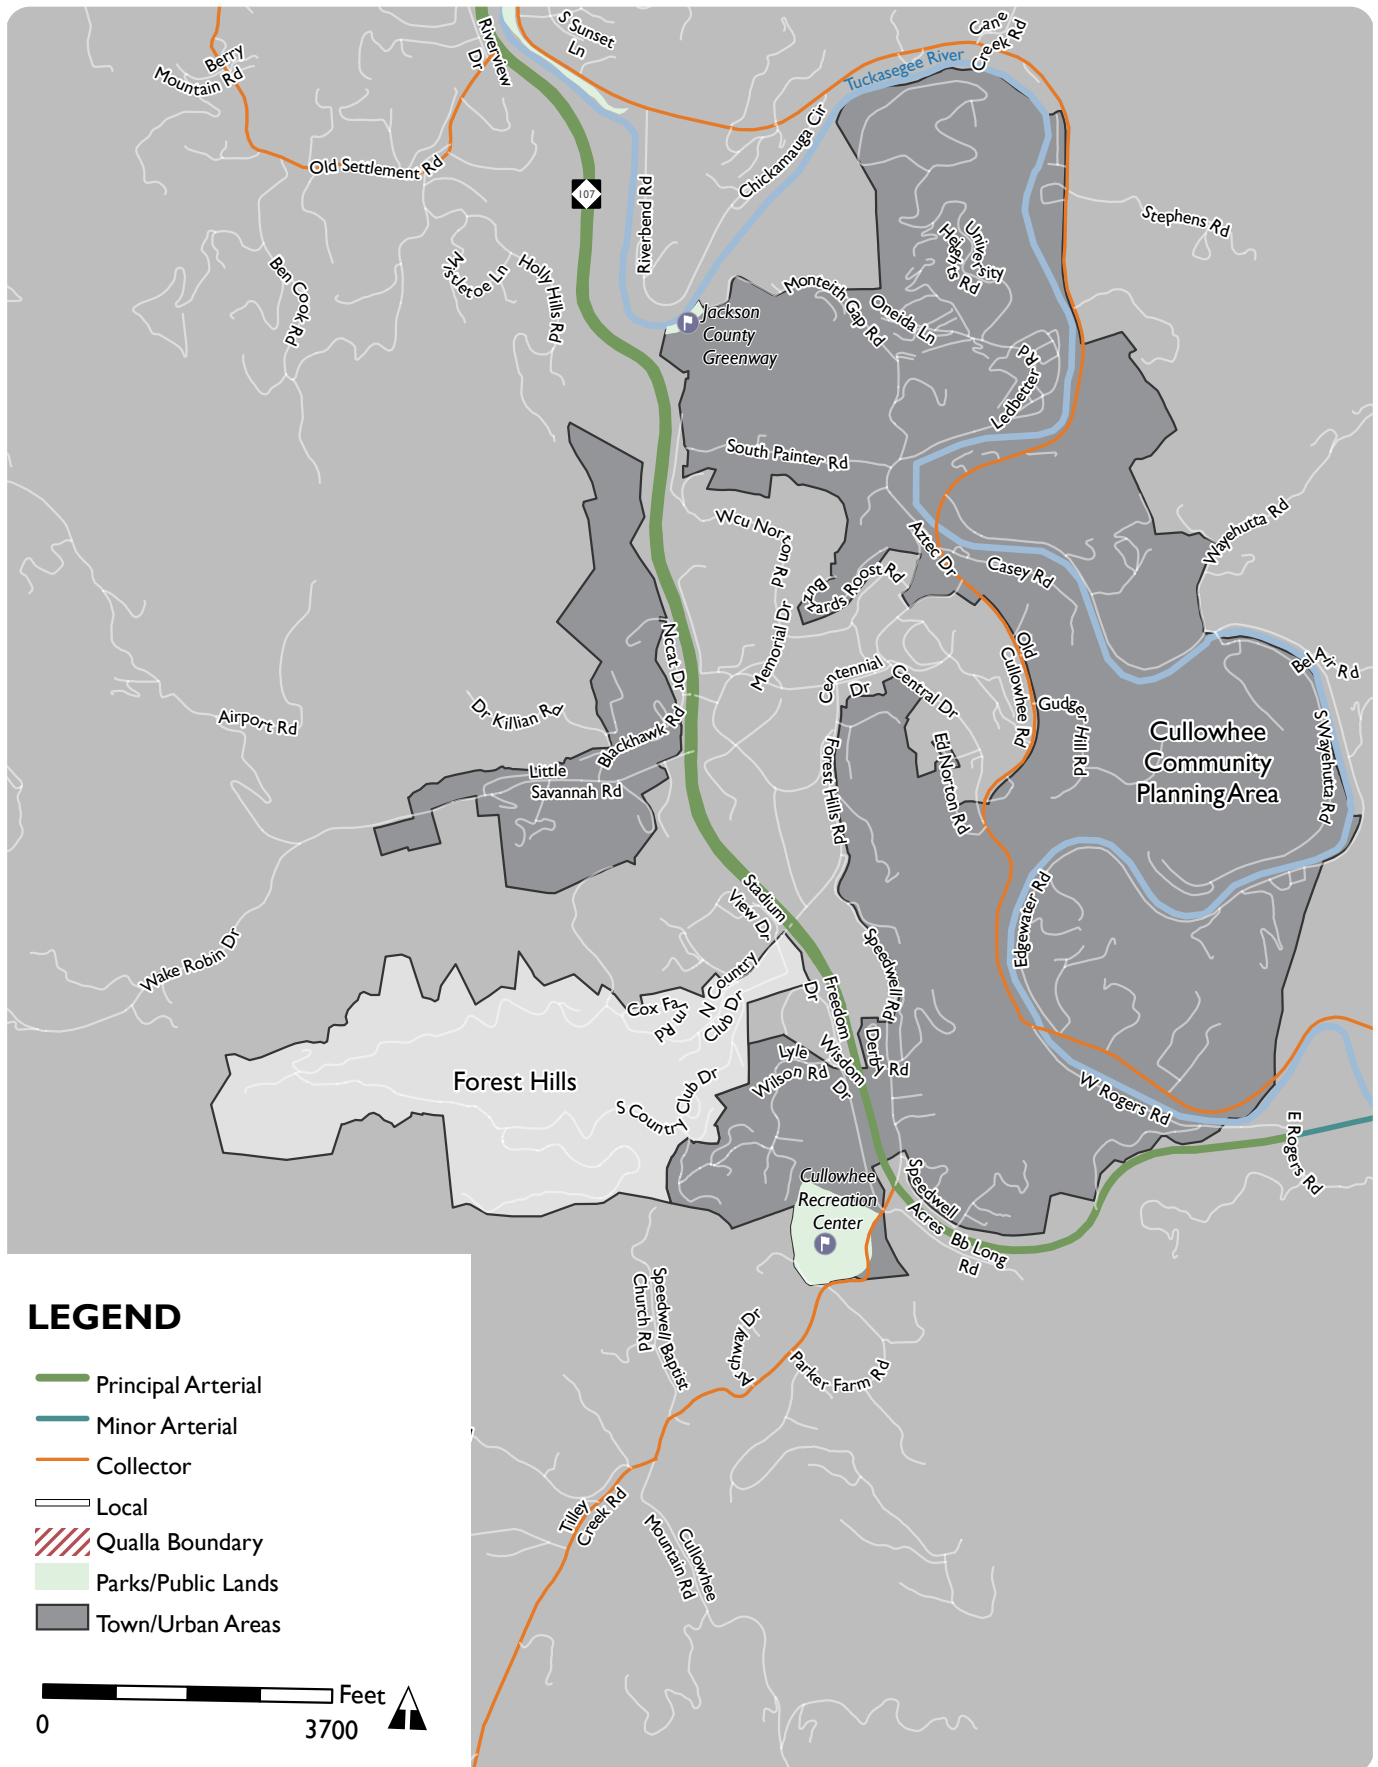 S Sunset
Ln
Cane
Creek Rd
Riverview
Dr
Berry
Mountain Rd
Tuckasegee River
Old Settlement Rd
Chickamauga Cir
107
Riverbend Rd
Stephens Rd
University
Heights Rd
Mistletoe Ln
Holly Hills Rd
Ben Cook Rd
Monteith
Gap Rd
Oneida Ln
Jackson
County
Greenway
Ledbetter Rd
South Painter Rd
Wcu Norton Rd
Aztec Dr
Wayehutta Rd
Casey Rd
Buzzards Roost Rd
Memorial Dr
Nccat Dr
Old
Cullowhee Rd
Bel Air Rd
Centennial
Dr
Central Dr
Gudger Hill Rd
S Wayehutta Rd
Dr Killian Rd
Airport Rd
Blackhawk Rd
Cullowhee
Community
Planning Area
Forest Hills Rd
Ed Norton Rd
Little
Savannah Rd
Stadium
View Dr
Edgewater Rd
Wake Robin Dr
Speedwell Rd
N Country
Club Dr
Cox Farm Rd
Freedom
Dr
Wisdom
Dr
Derby Rd
Lyle
Wilson Rd
Forest Hills
S Country Club Dr
W Rogers Rd
E Rogers Rd
Cullowhee
Recreation
Center
Speedwell
Acres
Bb Long
Rd
Speedwell Baptist
Church Rd
Archway Dr
Parker Farm Rd
Tilley
Creek Rd
Cullowhee
Mountain Rd
LEGEND
Principal Arterial
Minor Arterial
Collector
Local
Qualla Boundary
Parks/Public Lands
Town/Urban Areas
Feet
0
3700